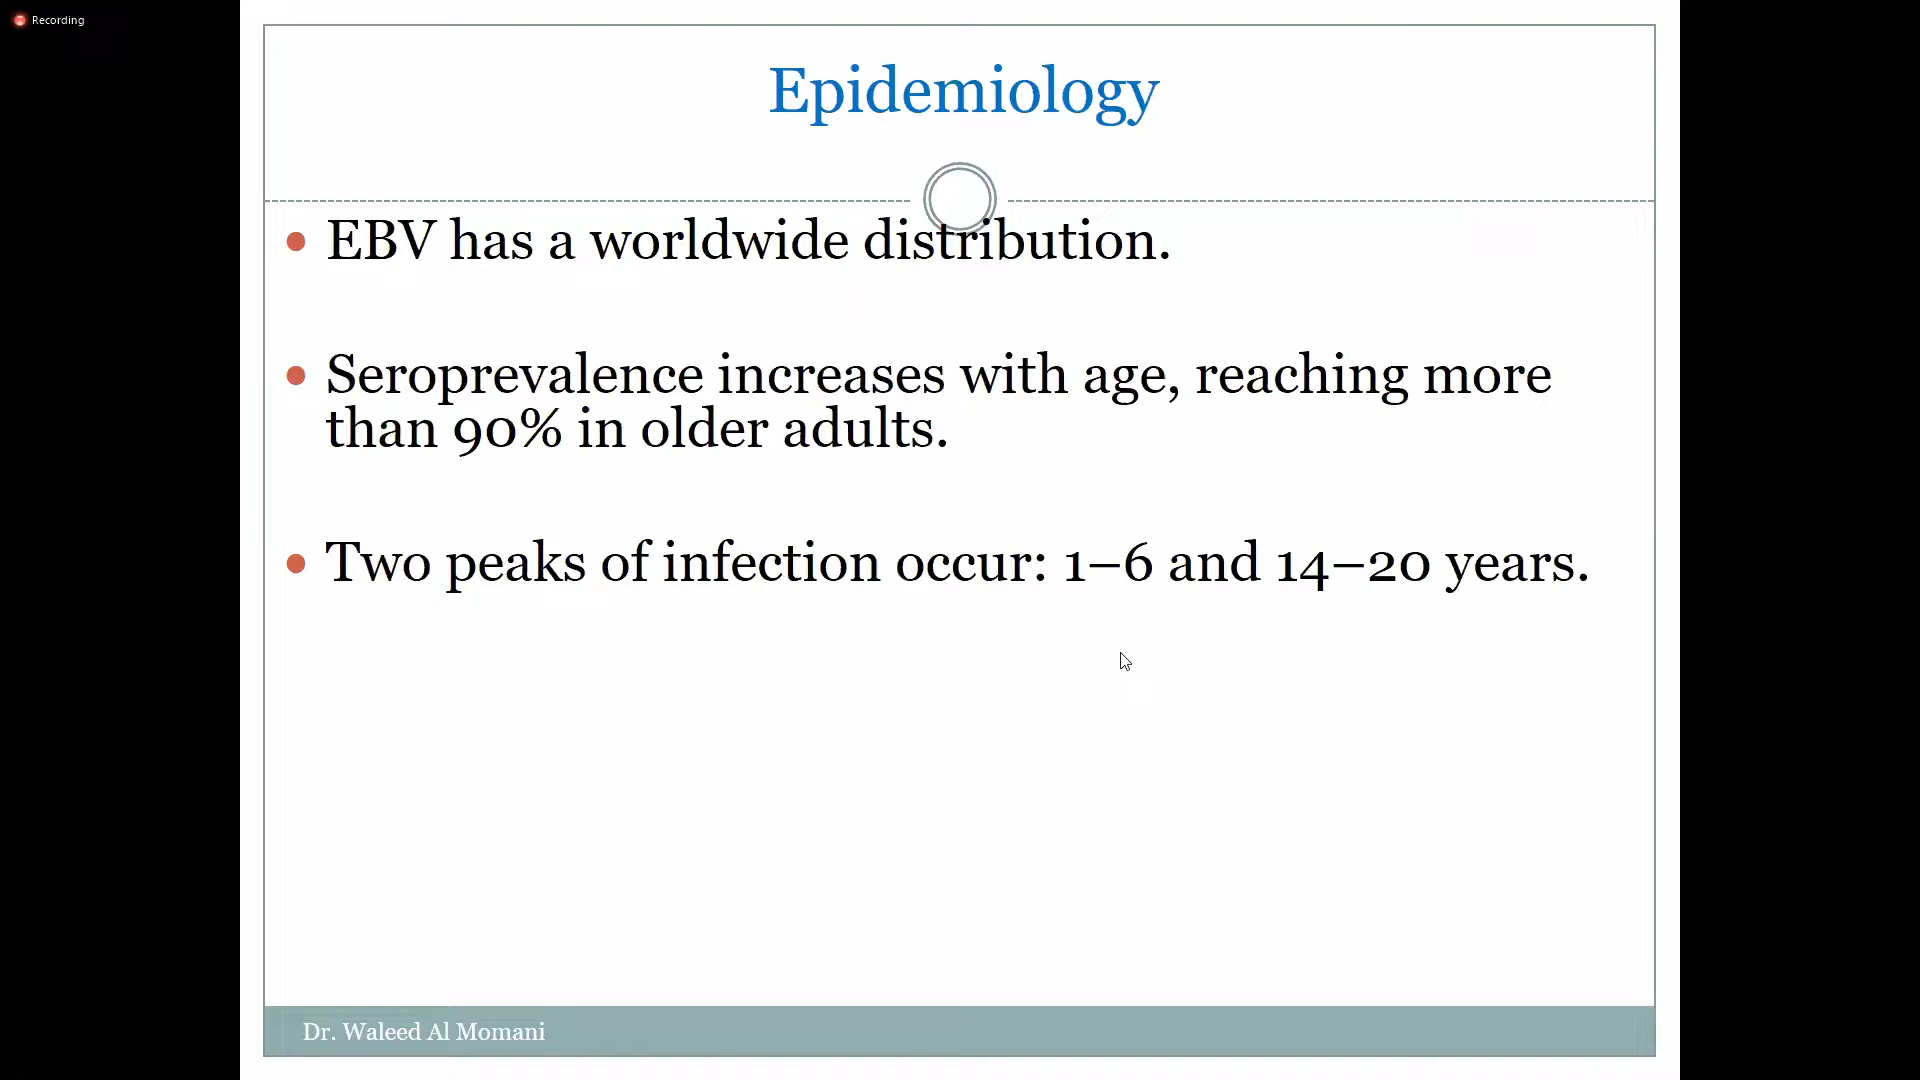 Recording
Epidemiology
• EBV has a worldwide distribution.
• Seroprevalence increases with age, reaching more
than 90% in older adults.
• Two peaks of infection occur: 1–6 and 14–20 years.
Dr. Waleed Al Momani